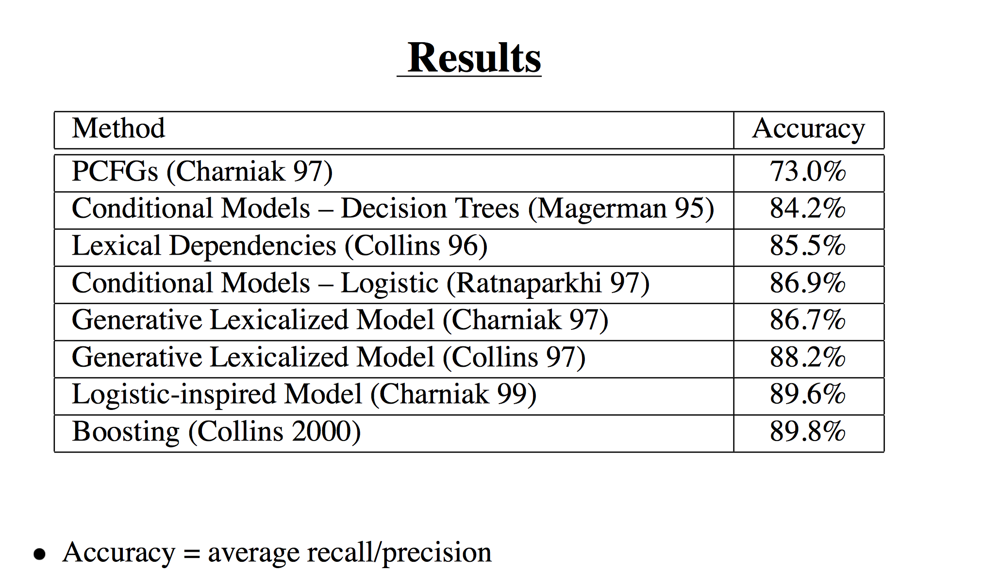 Results
Method Accuracy
PCFGs (Charniak 97) 73.0%
Conditional Models – Decision Trees (Magerman 95) 84.2%
Lexical Dependencies (Collins 96) 85.5%
Conditional Models – Logistic (Ratnaparkhi 97) 86.9%
Generative Lexicalized Model (Charniak 97) 86.7%
Generative Lexicalized Model (Collins 97) 88.2%
Logistic-inspired Model (Charniak 99) 89.6%
Boosting (Collins 2000) 89.8%
• Accuracy = average recall/precision